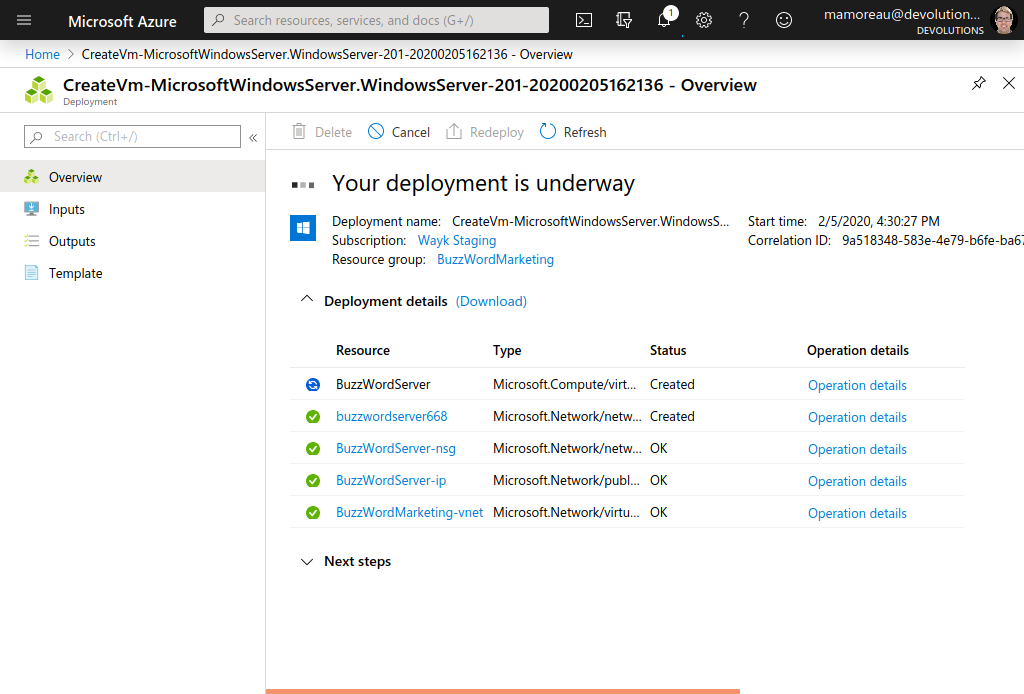 Microsoft Azure
Search resources, services, and docs (G+/)
1
mamoreau@devolution...
DEVOLUTIONS
Home > CreateVm-MicrosoftWindowsServer.WindowsServer-201-20200205162136 - Overview
CreateVm-MicrosoftWindowsServer.WindowsServer-201-20200205162136 - Overview
Deployment
Search (Ctrl+/)
Overview
Inputs
Outputs
Template
Delete Cancel Redeploy Refresh
Your deployment is underway
Deployment name: CreateVm-MicrosoftWindowsServer.WindowsS... Start time: 2/5/2020, 4:30:27 PM
Subscription: Wayk Staging Correlation ID: 9a518348-583e-4e79-b6fe-ba67
Resource group: BuzzWordMarketing
Deployment details (Download)
Resource Type Status Operation details
BuzzWordServer Microsoft.Compute/virt... Created Operation details
buzzwordserver668 Microsoft.Network/netw... Created Operation details
BuzzWordServer-nsg Microsoft.Network/netw... OK Operation details
BuzzWordServer-ip Microsoft.Network/publ... OK Operation details
BuzzWordMarketing-vnet Microsoft.Network/virtu... OK Operation details
Next steps